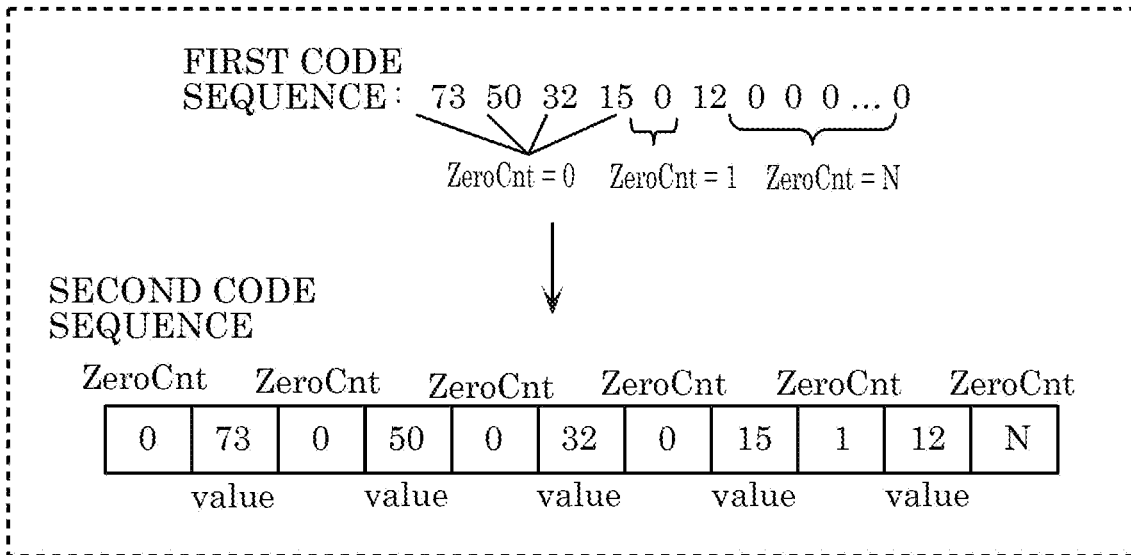 FIRST CODE
SEQUENCE: 73 50 32 15 0 12 0 0 0 ... 0
ZeroCnt = 0 ZeroCnt = 1 ZeroCnt = N
SECOND CODE
SEQUENCE
ZeroCnt ZeroCnt ZeroCnt ZeroCnt ZeroCnt ZeroCnt
0 73 0 50 0 32 0 15 1 12 N
value value value value value